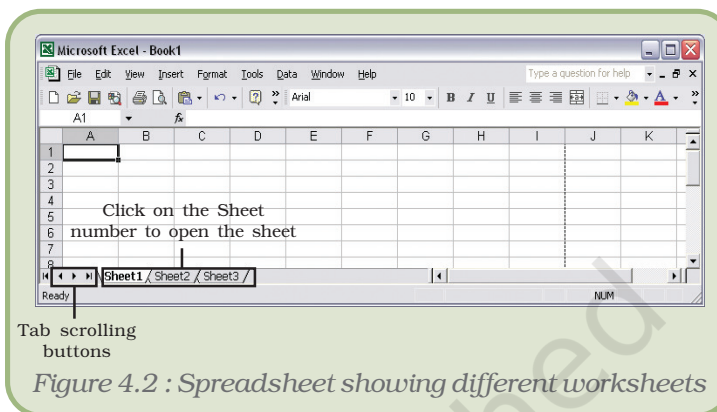 Microsoft Excel - Book1
File Edit View Insert Format Tools Data Window Help Type a question for help
Arial 10 B I U A
A1 fx
A B C D E F G H I J K
1
2
3
4
5
6
7
8
Click on the Sheet
number to open the sheet
Sheet1 / Sheet2 / Sheet3 /
Ready NUM
Tab scrolling
buttons
Figure 4.2 : Spreadsheet showing different worksheets
hed